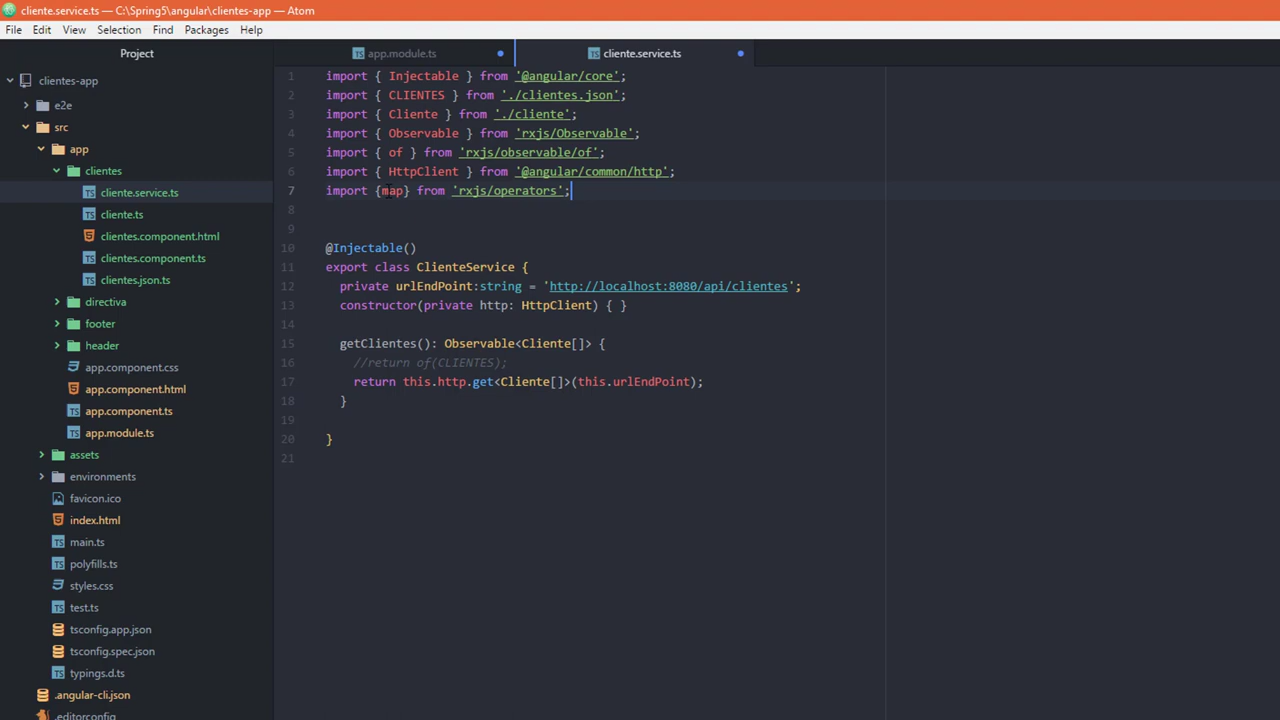 cliente.service.ts — C:\Spring5\angular\clientes-app — Atom
File Edit View Selection Find Packages Help
Project
app.module.ts
cliente.service.ts
clientes-app
e2e
src
app
clientes
cliente.service.ts
cliente.ts
clientes.component.html
clientes.component.ts
clientes.json.ts
directiva
footer
header
app.component.css
app.component.html
app.component.ts
app.module.ts
assets
environments
favicon.ico
index.html
main.ts
polyfills.ts
styles.css
test.ts
tsconfig.app.json
tsconfig.spec.json
typings.d.ts
.angular-cli.json
.editorconfig
1 import { Injectable } from '@angular/core';
2 import { CLIENTES } from './clientes.json';
3 import { Cliente } from './cliente';
4 import { Observable } from 'rxjs/Observable';
5 import { of } from 'rxjs/observable/of';
6 import { HttpClient } from '@angular/common/http';
7 import {map} from 'rxjs/operators';
8
9
10 @Injectable()
11 export class ClienteService {
12 private urlEndPoint:string = 'http://localhost:8080/api/clientes';
13 constructor(private http: HttpClient) { }
14
15 getClientes(): Observable<Cliente[]> {
16 //return of(CLIENTES);
17 return this.http.get<Cliente[]>(this.urlEndPoint);
18 }
19
20 }
21